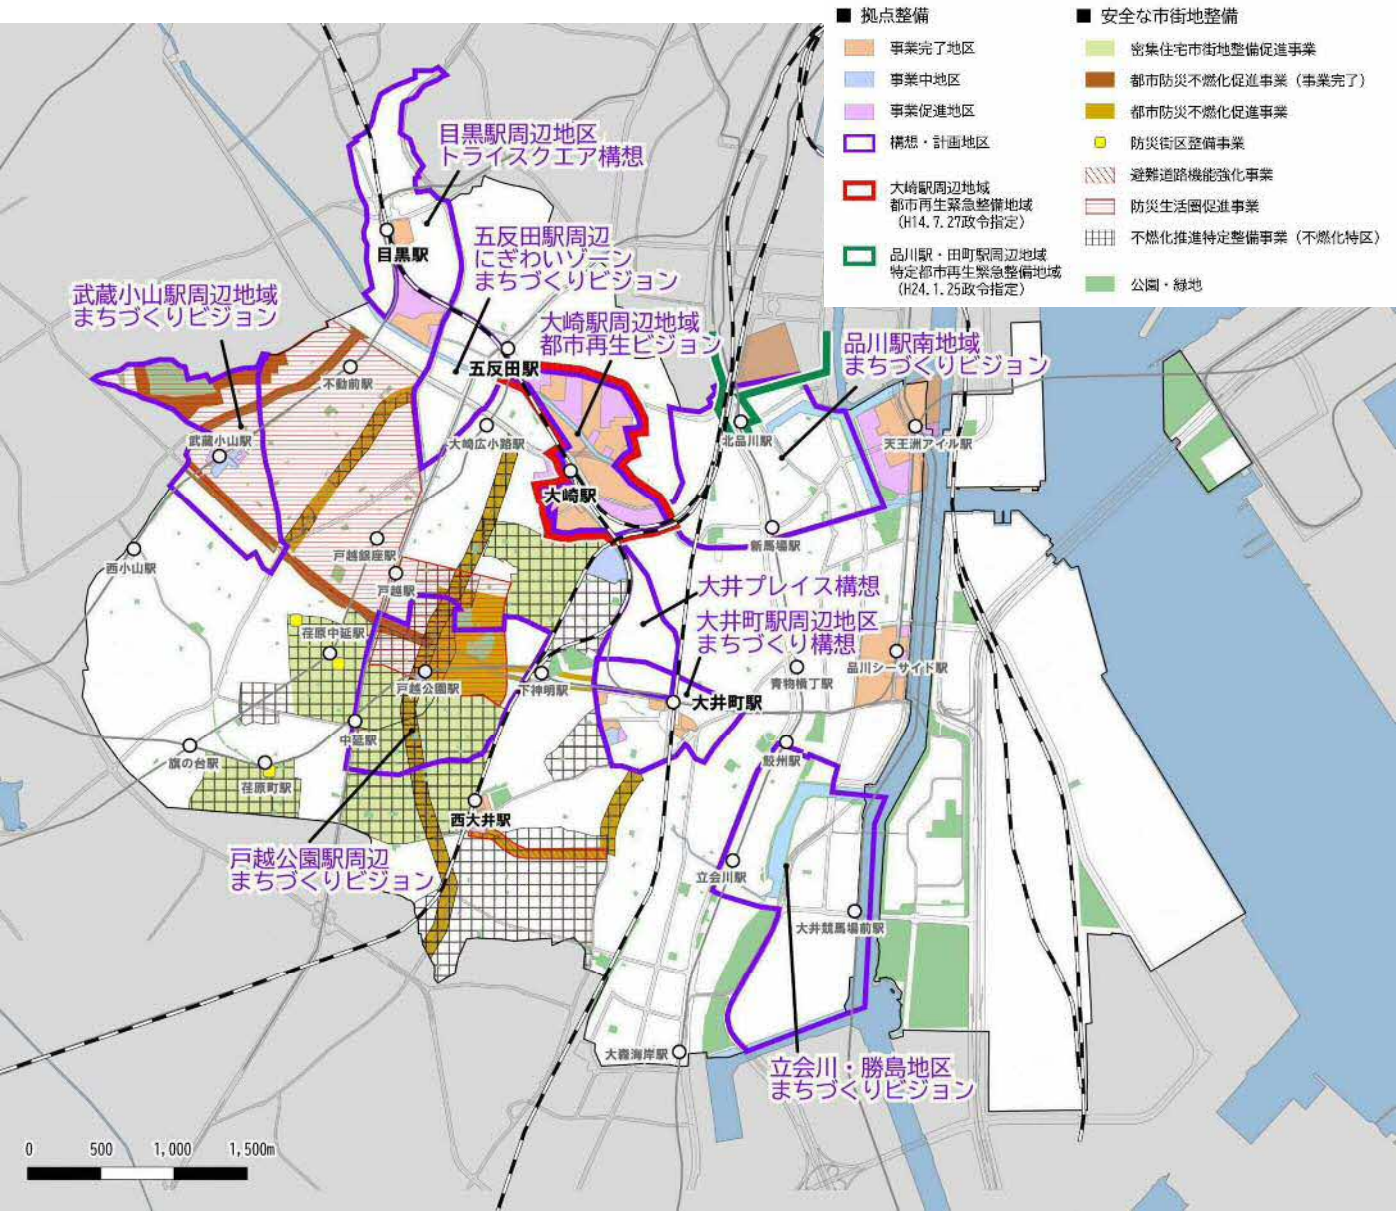 ■ 拠点整備
事業完了地区
事業中地区
事業促進地区
構想・計画地区
大崎駅周辺地域
都市再生緊急整備地域
(H14.7.27政令指定)
品川駅・田町駅周辺地域
特定都市再生緊急整備地域
(H24.1.25政令指定)
■ 安全な市街地整備
密集住宅市街地整備促進事業
都市防災不燃化促進事業（事業完了）
都市防災不燃化促進事業
防災街区整備事業
避難道路機能強化事業
防災生活圏促進事業
不燃化推進特定整備事業（不燃化特区）
公園・緑地
目黒駅周辺地区
トライスクエア構想
目黒駅
五反田駅周辺
にぎわいゾーン
まちづくりビジョン
武蔵小山駅周辺地域
まちづくりビジョン
大崎駅周辺地域
都市再生ビジョン
品川駅南地域
まちづくりビジョン
五反田駅
不動前駅
武蔵小山駅
大崎広小路駅
北品川駅
天王洲アイル駅
大崎駅
新馬場駅
戸越銀座駅
西小山駅
戸越駅
大井プレイス構想
大井町駅周辺地区
まちづくり構想
荏原中延駅
戸越公園駅
下神明駅
青物横丁駅
品川シーサイド駅
大井町駅
中延駅
旗の台駅
鮫洲駅
荏原町駅
西大井駅
戸越公園駅周辺
まちづくりビジョン
立会川駅
大井競馬場前駅
大森海岸駅
立会川・勝島地区
まちづくりビジョン
0 500 1,000 1,500m